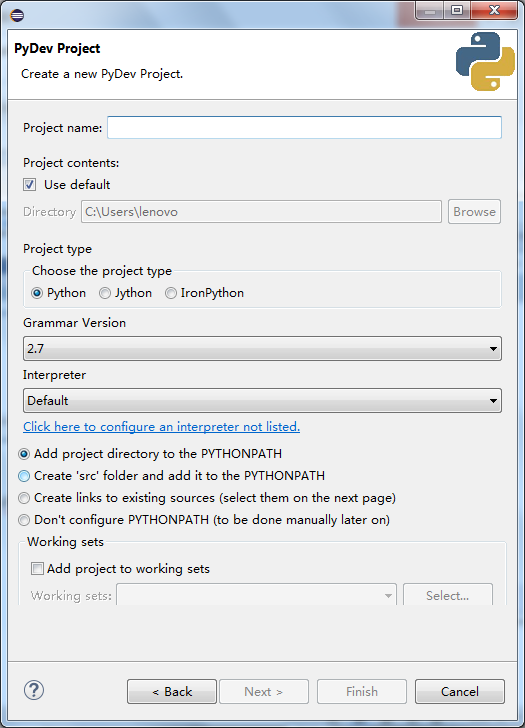 PyDev Project
Create a new PyDev Project.
Project name:
Project contents:
Use default
Directory C:\Users\lenovo Browse
Project type
Choose the project type
Python Jython IronPython
Grammar Version
2.7
Interpreter
Default
Click here to configure an interpreter not listed.
Add project directory to the PYTHONPATH
Create 'src' folder and add it to the PYTHONPATH
Create links to existing sources (select them on the next page)
Don't configure PYTHONPATH (to be done manually later on)
Working sets
Add project to working sets
Working sets: Select...
? < Back Next > Finish Cancel